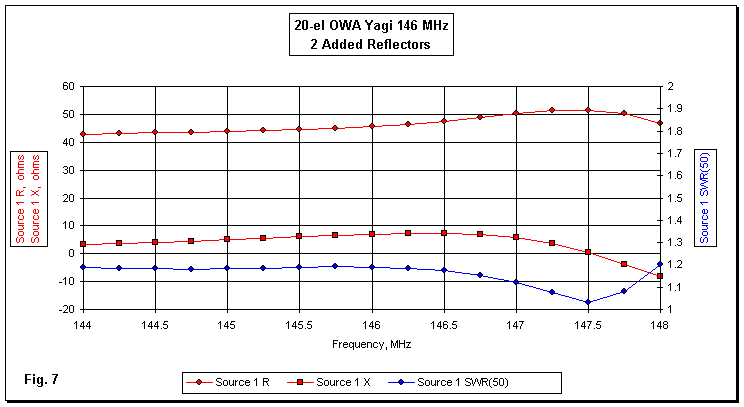 20-el OWA Yagi 146 MHz
2 Added Reflectors
60
50
40
30
20
10
0
-10
-20
2
1.9
1.8
1.7
1.6
1.5
1.4
1.3
1.2
1.1
1
Source 1 R, ohms
Source 1 X, ohms
Source 1 SWR(50)
144
144.5
145
145.5
146
146.5
147
147.5
148
Frequency, MHz
Fig. 7
Source 1 R
Source 1 X
Source 1 SWR(50)